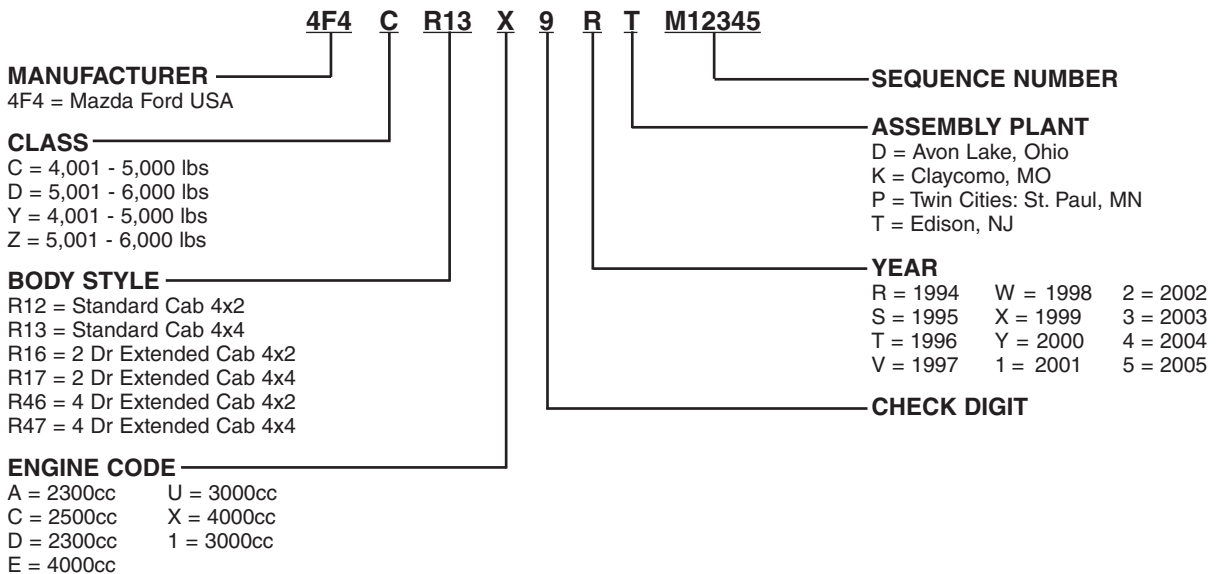 4F4 C R13 X 9 R T M12345
MANUFACTURER
4F4 = Mazda Ford USA
CLASS
C = 4,001 - 5,000 lbs
D = 5,001 - 6,000 lbs
Y = 4,001 - 5,000 lbs
Z = 5,001 - 6,000 lbs
BODY STYLE
R12 = Standard Cab 4x2
R13 = Standard Cab 4x4
R16 = 2 Dr Extended Cab 4x2
R17 = 2 Dr Extended Cab 4x4
R46 = 4 Dr Extended Cab 4x2
R47 = 4 Dr Extended Cab 4x4
ENGINE CODE
A = 2300cc U = 3000cc
C = 2500cc X = 4000cc
D = 2300cc 1 = 3000cc
E = 4000cc
SEQUENCE NUMBER
ASSEMBLY PLANT
D = Avon Lake, Ohio
K = Claycomo, MO
P = Twin Cities: St. Paul, MN
T = Edison, NJ
YEAR
R = 1994 W = 1998 2 = 2002
S = 1995 X = 1999 3 = 2003
T = 1996 Y = 2000 4 = 2004
V = 1997 1 = 2001 5 = 2005
CHECK DIGIT